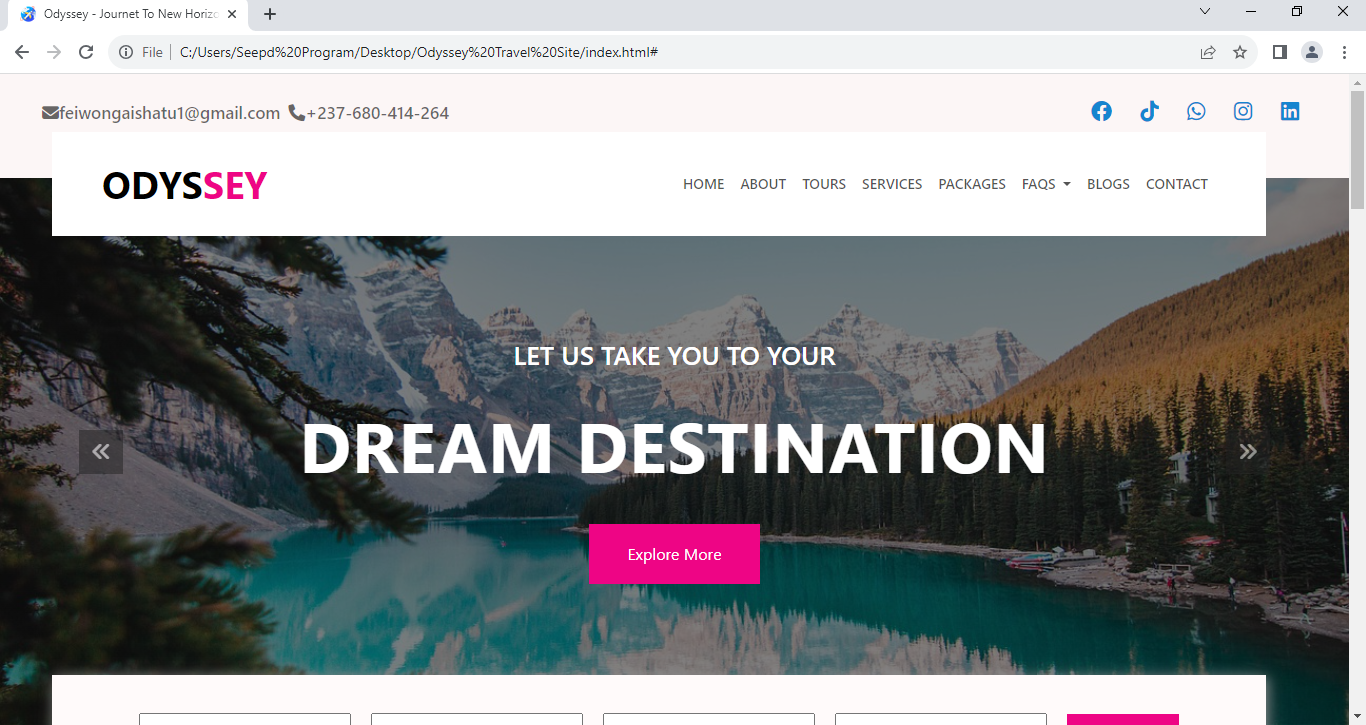 Odyssey - Journet To New Horizo
File
C:/Users/Seepd%20Program/Desktop/Odyssey%20Travel%20Site/index.html#
feiwongaishatu1@gmail.com +237-680-414-264
ODYSSEY
HOME ABOUT TOURS SERVICES PACKAGES FAQS BLOGS CONTACT
LET US TAKE YOU TO YOUR
DREAM DESTINATION
Explore More